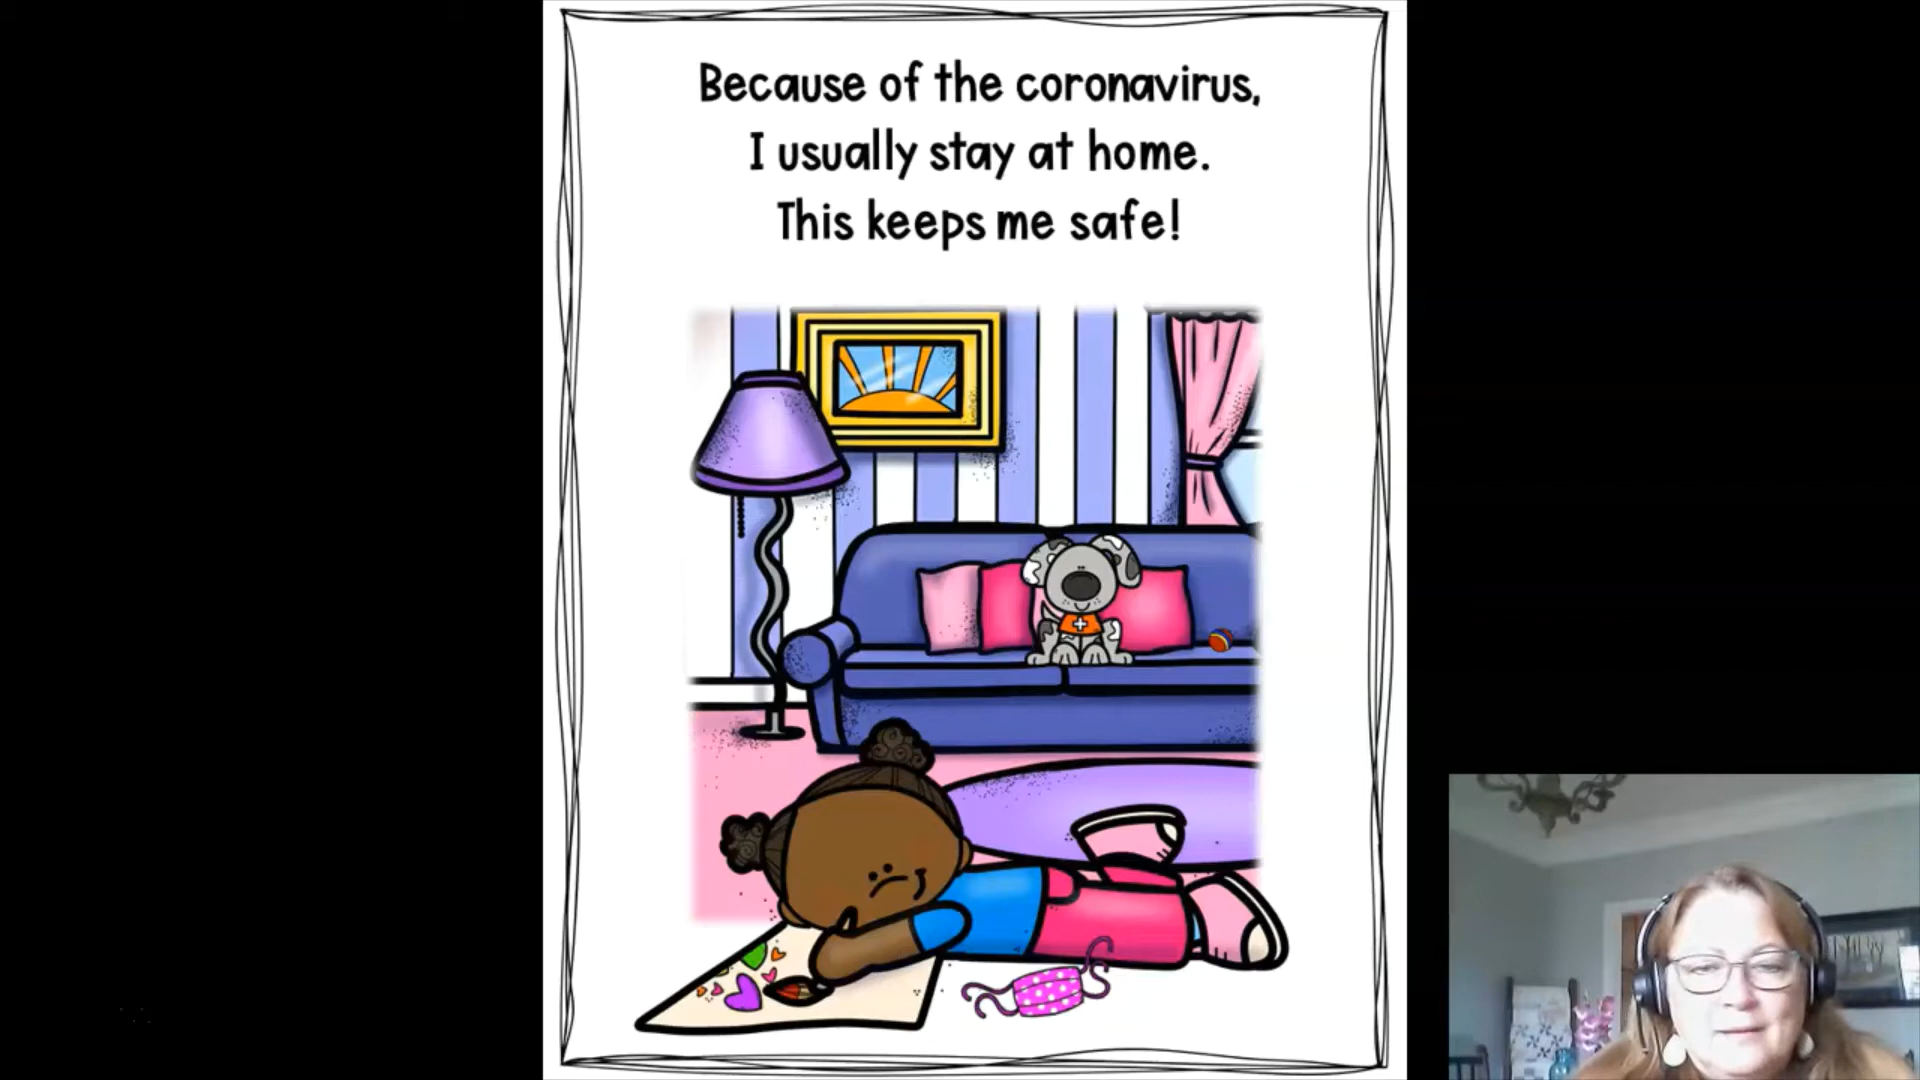 Because of the coronavirus,
I usually stay at home.
This keeps me safe!